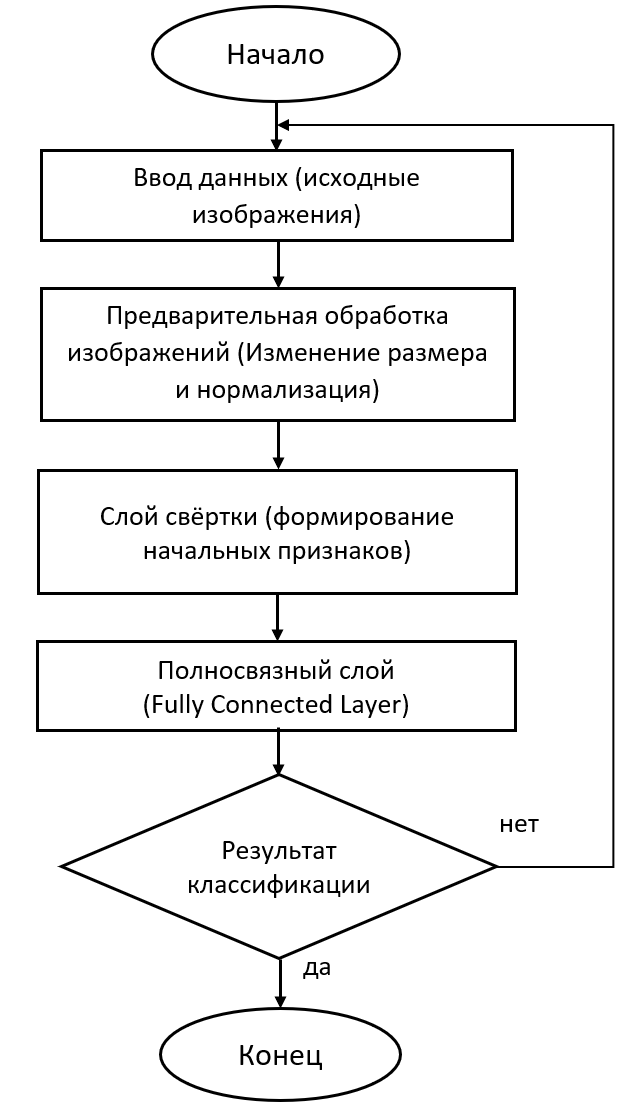 Начало
Ввод данных (исходные
изображения)
Предварительная обработка
изображений (Изменение размера
и нормализация)
Слой свёртки (формирование
начальных признаков)
Полносвязный слой
(Fully Connected Layer)
нет
Результат
классификации
да
Конец